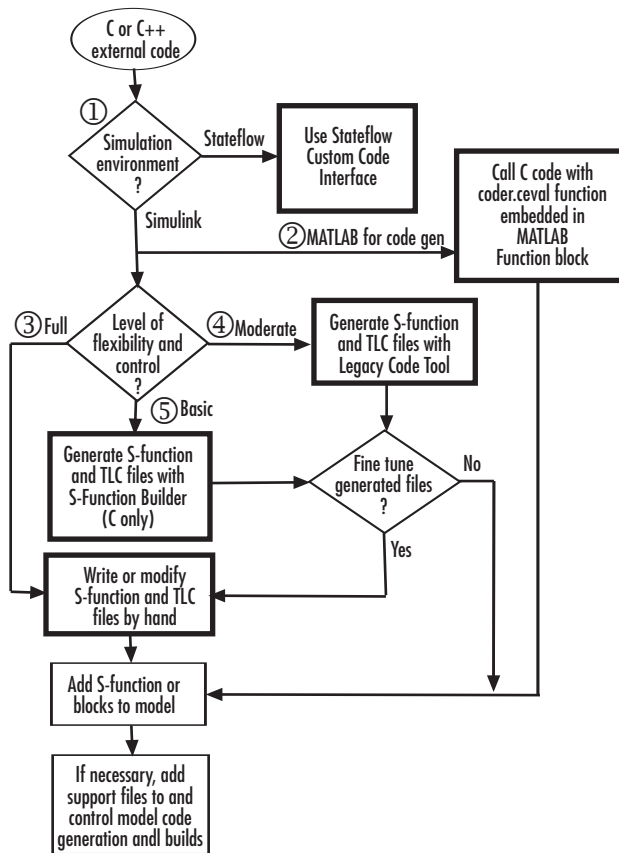 C or C++
external code
①
Simulation
environment
?
Stateflow
Use Stateflow
Custom Code
Interface
Call C code with
coder.ceval function
embedded in
MATLAB
Function block
Simulink
②MATLAB for code gen
③Full
Level of
flexibility and
control
?
④Moderate
Generate S-function
and TLC files with
Legacy Code Tool
⑤Basic
Generate S-function
and TLC files with
S-Function Builder
(C only)
Fine tune
generated files
?
No
Yes
Write or modify
S-function and TLC
files by hand
Add S-function or
blocks to model
If necessary, add
support files to and
control model code
generation andl builds